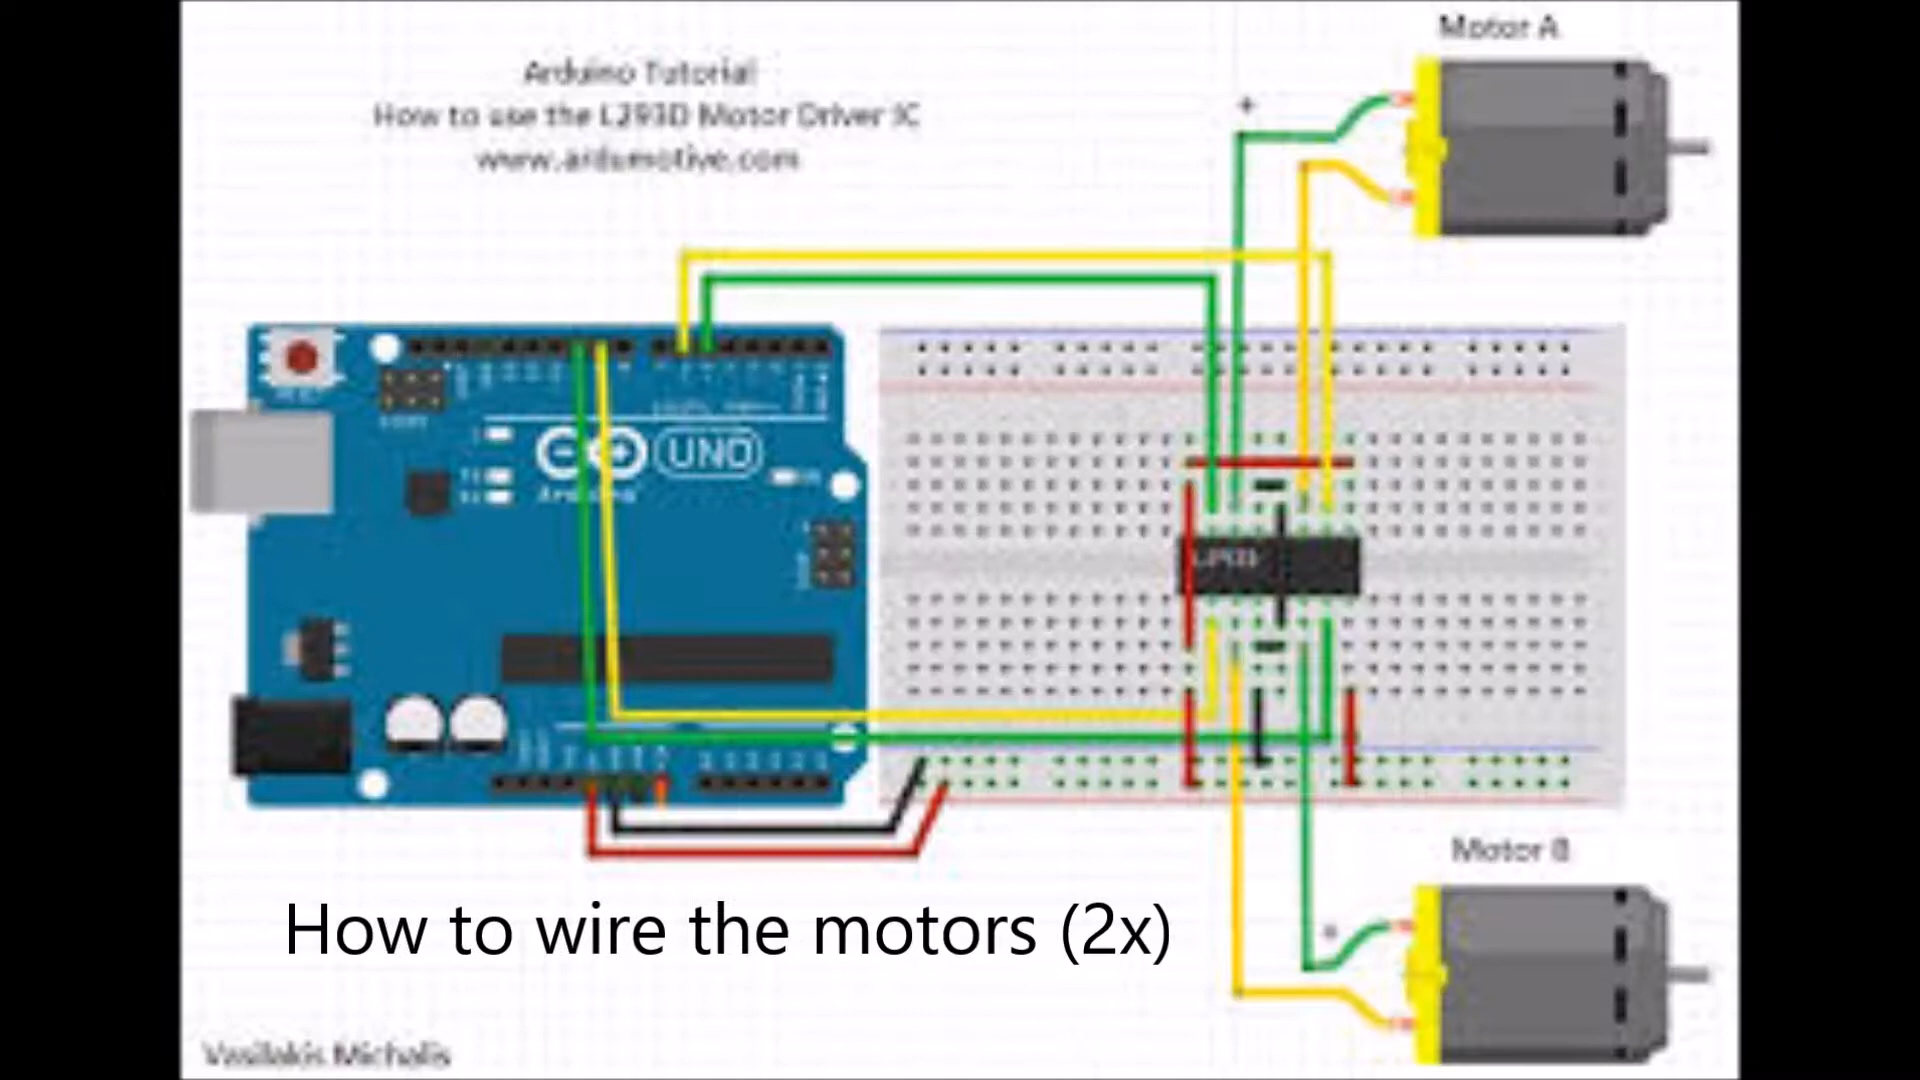 Motor A
Arduino Tutorial
How to use the L293D Motor Driver IC
www.ardumotive.com
UNO
Arduino
Motor B
How to wire the motors (2x)
Vasilakis Michalis